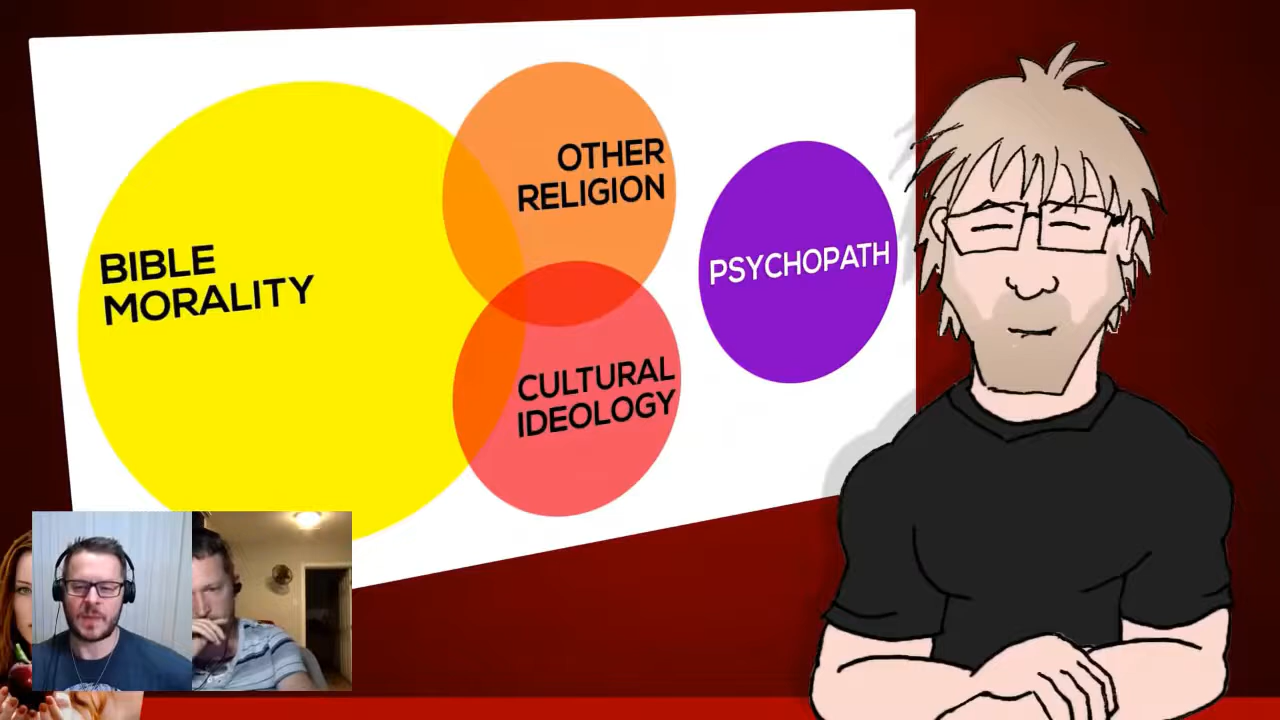 BIBLE
MORALITY
OTHER
RELIGION
CULTURAL
IDEOLOGY
PSYCHOPATH